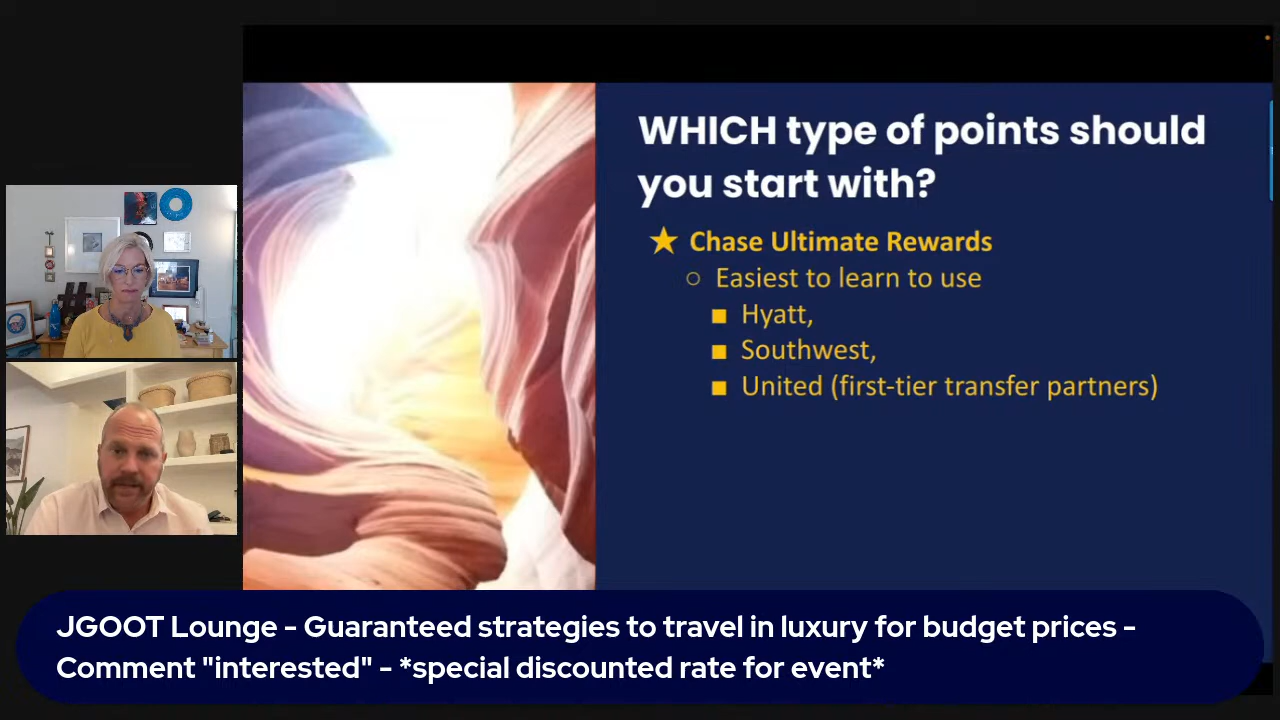 WHICH type of points should
you start with?
★ Chase Ultimate Rewards
○ Easiest to learn to use
■ Hyatt,
■ Southwest,
■ United (first-tier transfer partners)
JGOOT Lounge - Guaranteed strategies to travel in luxury for budget prices -
Comment "interested" - *special discounted rate for event*